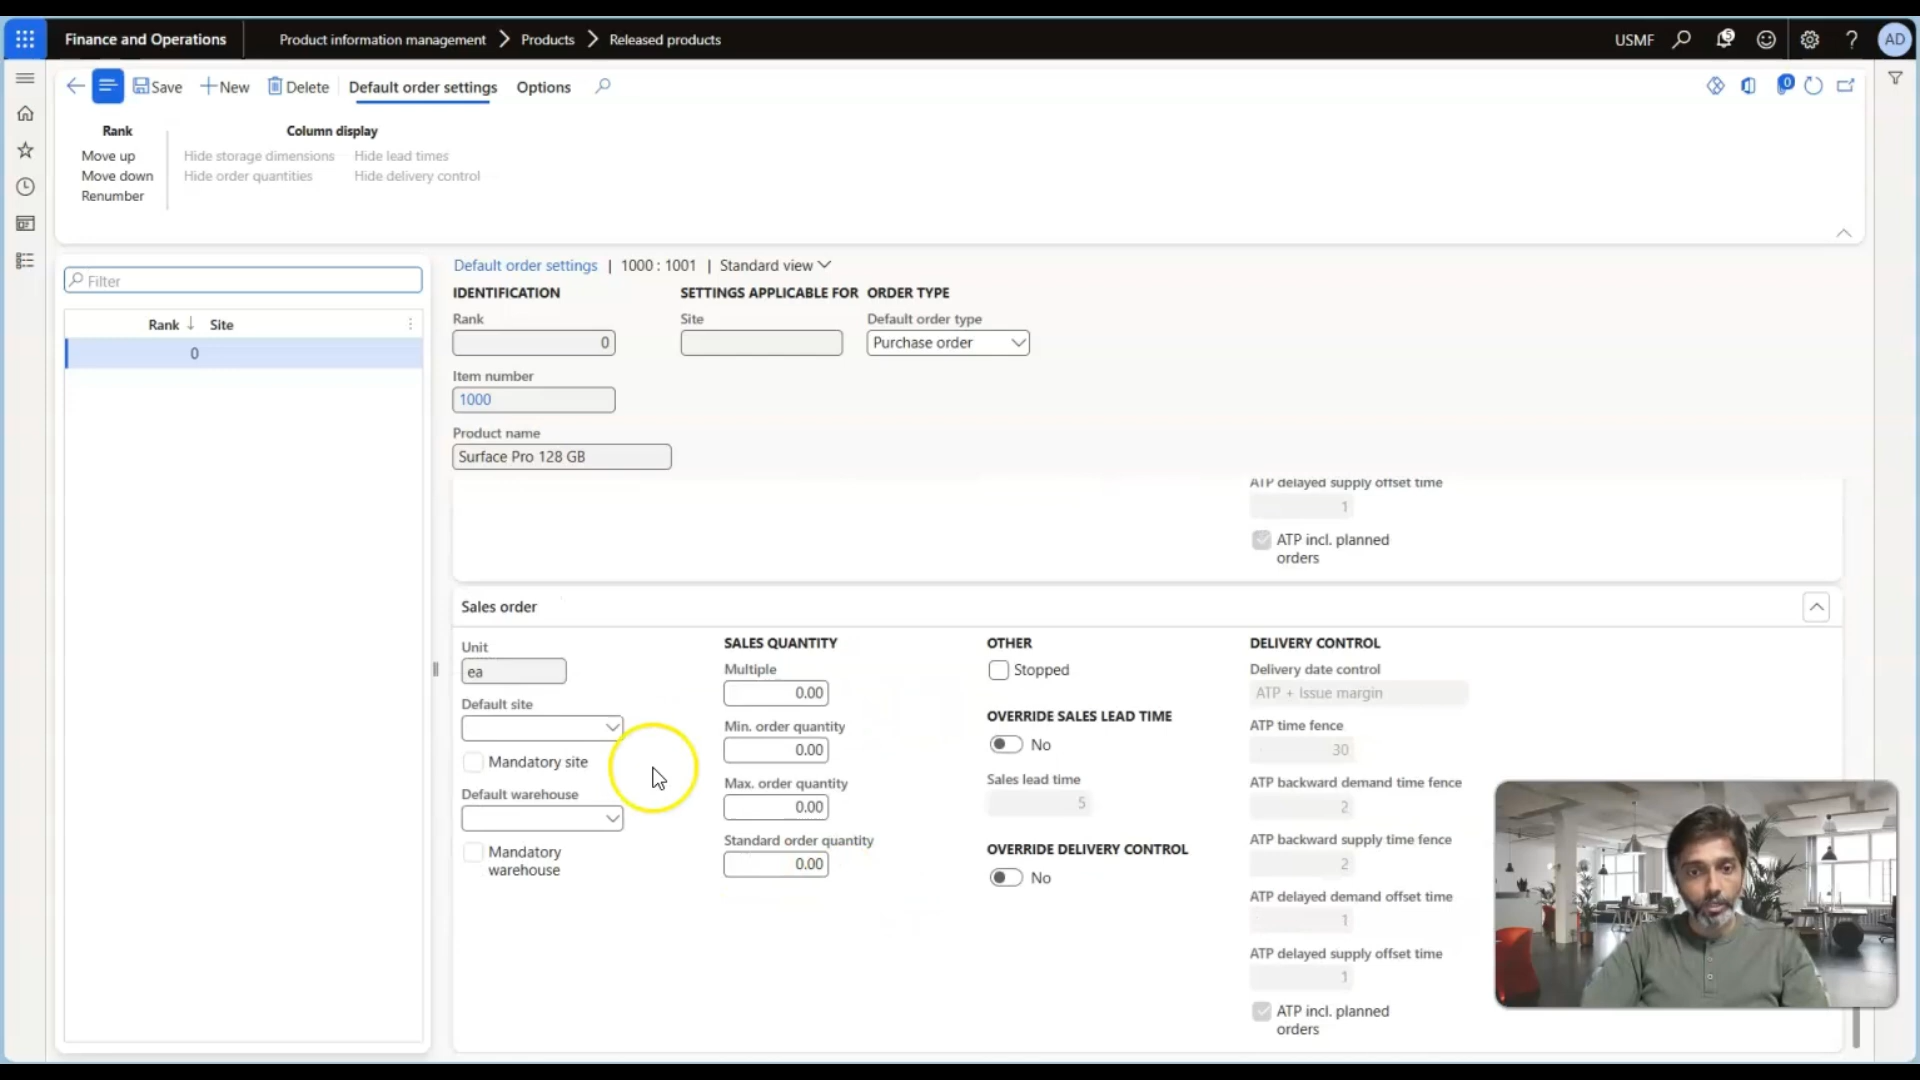 Finance and Operations
Product information management
Products
Released products
USMF
5
AD
Save
New
Delete
Default order settings
Options
0
Rank
Column display
Move up
Hide storage dimensions
Hide lead times
Move down
Hide order quantities
Hide delivery control
Renumber
Filter
Rank
Site
0
Default order settings | 1000 : 1001 | Standard view
IDENTIFICATION
SETTINGS APPLICABLE FOR
ORDER TYPE
Rank
Site
Default order type
0
Purchase order
Item number
1000
Product name
Surface Pro 128 GB
ATP delayed supply offset time
1
ATP incl. planned
orders
Sales order
Unit
ea
Default site
Mandatory site
Default warehouse
Mandatory
warehouse
SALES QUANTITY
Multiple
0.00
Min. order quantity
0.00
Max. order quantity
0.00
Standard order quantity
0.00
OTHER
Stopped
OVERRIDE SALES LEAD TIME
No
Sales lead time
5
OVERRIDE DELIVERY CONTROL
No
DELIVERY CONTROL
Delivery date control
ATP + Issue margin
ATP time fence
30
ATP backward demand time fence
2
ATP backward supply time fence
2
ATP delayed demand offset time
1
ATP delayed supply offset time
1
ATP incl. planned
orders